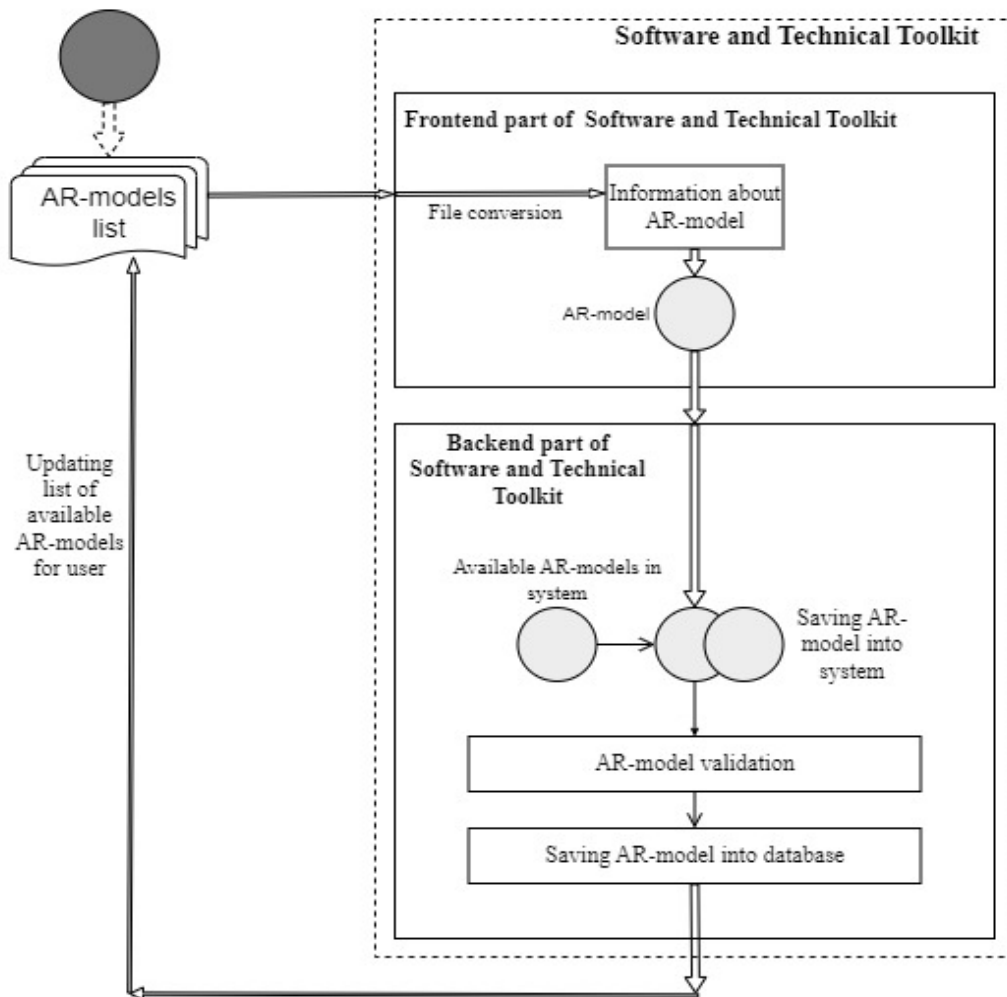 Software and Technical Toolkit
Frontend part of Software and Technical Toolkit
AR-models
list
File conversion
Information about
AR-model
AR-model
Backend part of
Software and Technical
Toolkit
Updating
list of
available
AR-models
for user
Available AR-models in
system
Saving AR-
model into
system
AR-model validation
Saving AR-model into database